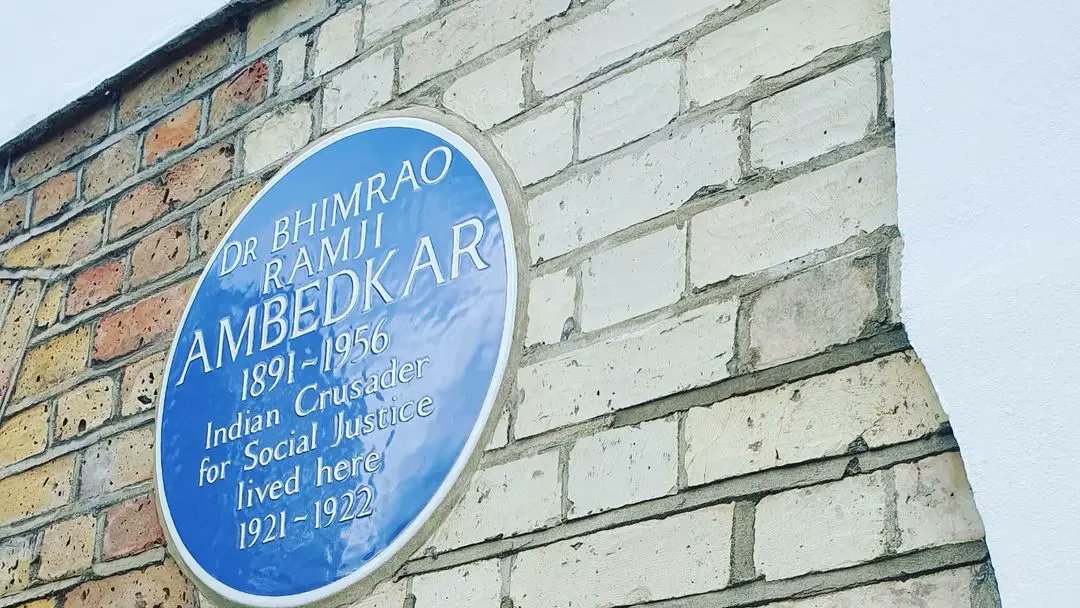 DR BHIMRAO
RAMJI
AMBEDKAR
1891~1956
Indian Crusader
for Social Justice
lived here
1921~1922